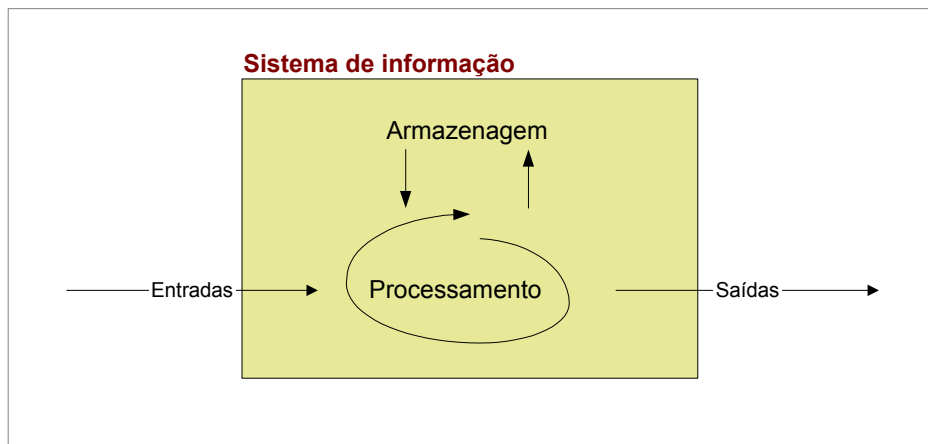 Sistema de informação
Armazenagem
Entradas
Processamento
Saídas